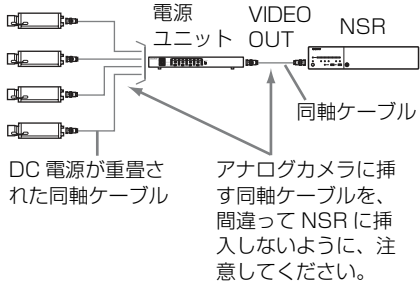 電源
ユニット
VIDEO
OUT
NSR
同軸ケーブル
DC 電源が重畳さ
れた同軸ケーブル
アナログカメラに挿
す同軸ケーブルを、
間違って NSR に挿
入しないように、注
意してください。